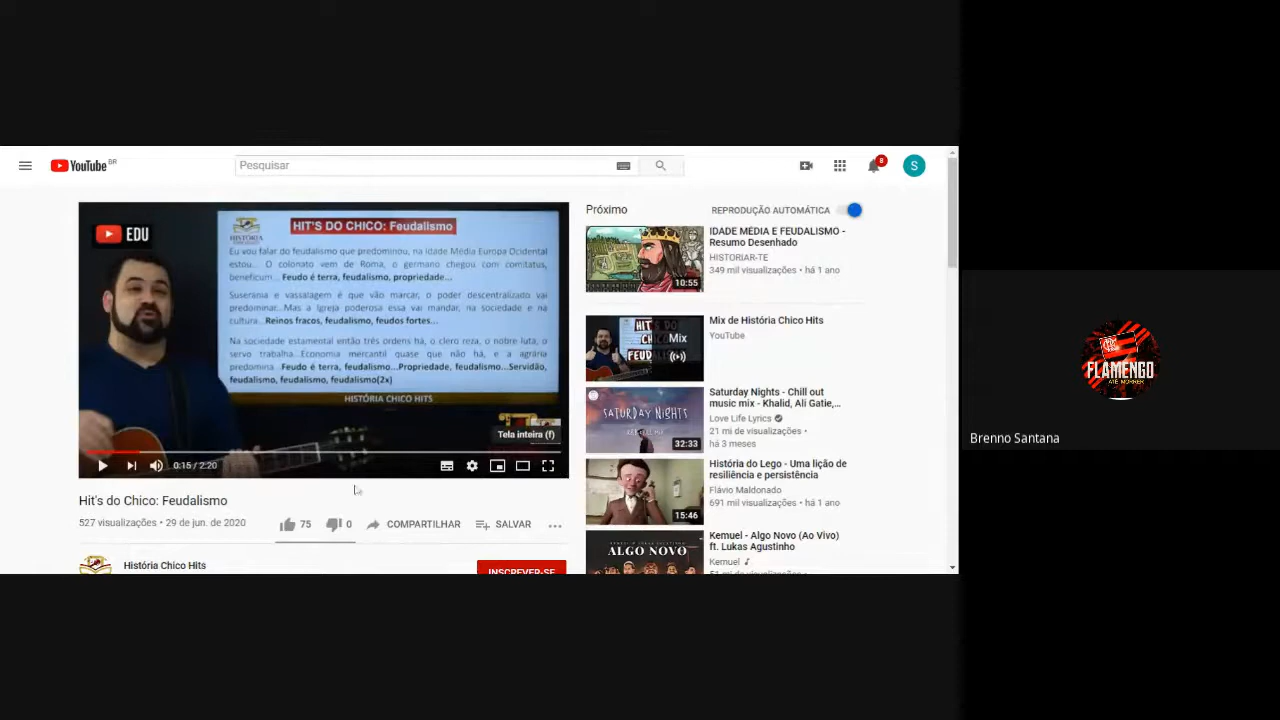 YouTube BR
Pesquisar
8
S
EDU
HISTÓRIA
HIT'S DO CHICO: Feudalismo
Eu vou falar do feudalismo que predominou, na Idade Média Europa Ocidental
estou... O colonato vem de Roma, o germano chegou com comitatus,
beneficium... Feudo é terra, feudalismo, propriedade...
Suserania e vassalagem é que vão marcar, o poder descentralizado vai
predominar...Mas a Igreja poderosa essa vai mandar, na sociedade e na
cultura...Reinos fracos, feudalismo, feudos fortes...
Na sociedade estamental então três ordens há, o clero reza, o nobre luta, o
servo trabalha...Economia mercantil quase que não há, e a agrária
predomina...Feudo é terra, feudalismo...Propriedade, feudalismo...Servidão,
feudalismo, feudalismo, feudalismo(2x)
HISTÓRIA CHICO HITS
Tela inteira (f)
0:15 / 2:20
Hit's do Chico: Feudalismo
527 visualizações • 29 de jun. de 2020
75
0
COMPARTILHAR
SALVAR
História Chico Hits
INSCREVER-SE
Próximo
REPRODUÇÃO AUTOMÁTICA
10:55
IDADE MÉDIA E FEUDALISMO -
Resumo Desenhado
HISTORIAR-TE
349 mil visualizações • há 1 ano
HIT'S DO
Mix
Mix de História Chico Hits
YouTube
SATURDAY NIGHTS
32:33
Saturday Nights - Chill out
music mix - Khalid, Ali Gatie,...
Love Life Lyrics
21 mi de visualizações •
há 3 meses
15:46
História do Lego - Uma lição de
resiliência e persistência
Flávio Maldonado
691 mil visualizações • há 1 ano
ALGO NOVO
Kemuel - Algo Novo (Ao Vivo)
ft. Lukas Agustinho
Kemuel
FLAMENGO
ATÉ MORRER
Brenno Santana